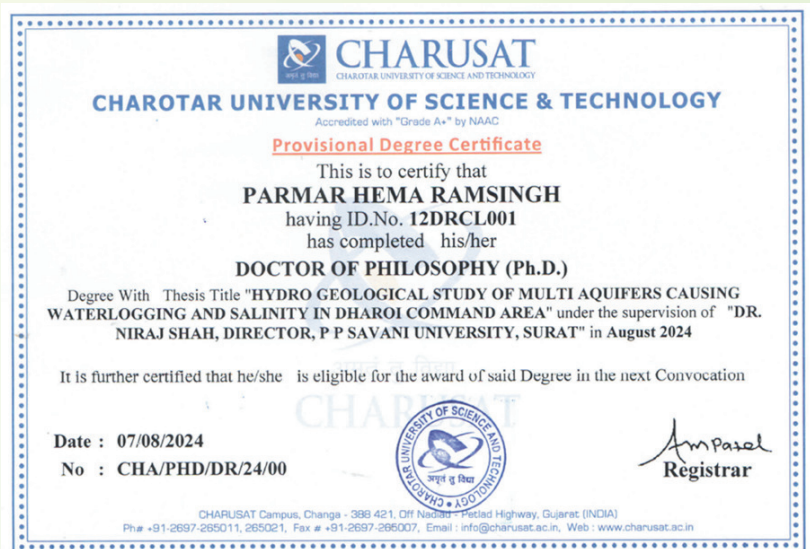 CHARUSAT
CHAROTAR UNIVERSITY OF SCIENCE AND TECHNOLOGY
अमृतं तु विद्या
CHAROTAR UNIVERSITY OF SCIENCE & TECHNOLOGY
Accredited with "Grade A+" by NAAC
Provisional Degree Certificate
This is to certify that
PARMAR HEMA RAMSINGH
having ID.No. 12DRCL001
has completed his/her
DOCTOR OF PHILOSOPHY (Ph.D.)
Degree With Thesis Title "HYDRO GEOLOGICAL STUDY OF MULTI AQUIFERS CAUSING
WATERLOGGING AND SALINITY IN DHAROI COMMAND AREA" under the supervision of "DR.
NIRAJ SHAH, DIRECTOR, P P SAVANI UNIVERSITY, SURAT" in August 2024
It is further certified that he/she is eligible for the award of said Degree in the next Convocation
CHARUSAT
Date : 07/08/2024
No : CHA/PHD/DR/24/00
CHAROTAR UNIVERSITY OF SCIENCE AND TECHNOLOGY
अमृतं तु विद्या
AmPatel
Registrar
CHARUSAT Campus, Changa - 388 421, Off Nadiad - Petlad Highway, Gujarat (INDIA)
Ph# +91-2697-265011, 265021, Fax # +91-2697-265007, Email : info@charusat.ac.in, Web : www.charusat.ac.in